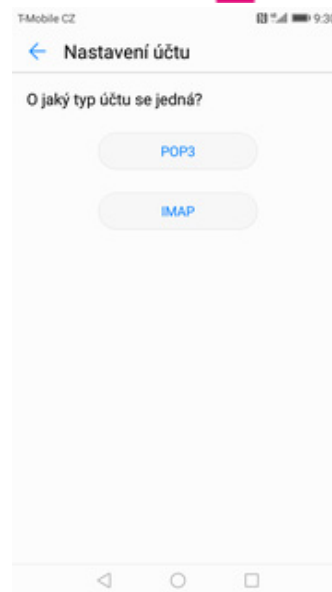 T-Mobile CZ 9:30
Nastavení účtu
O jaký typ účtu se jedná?
POP3
IMAP